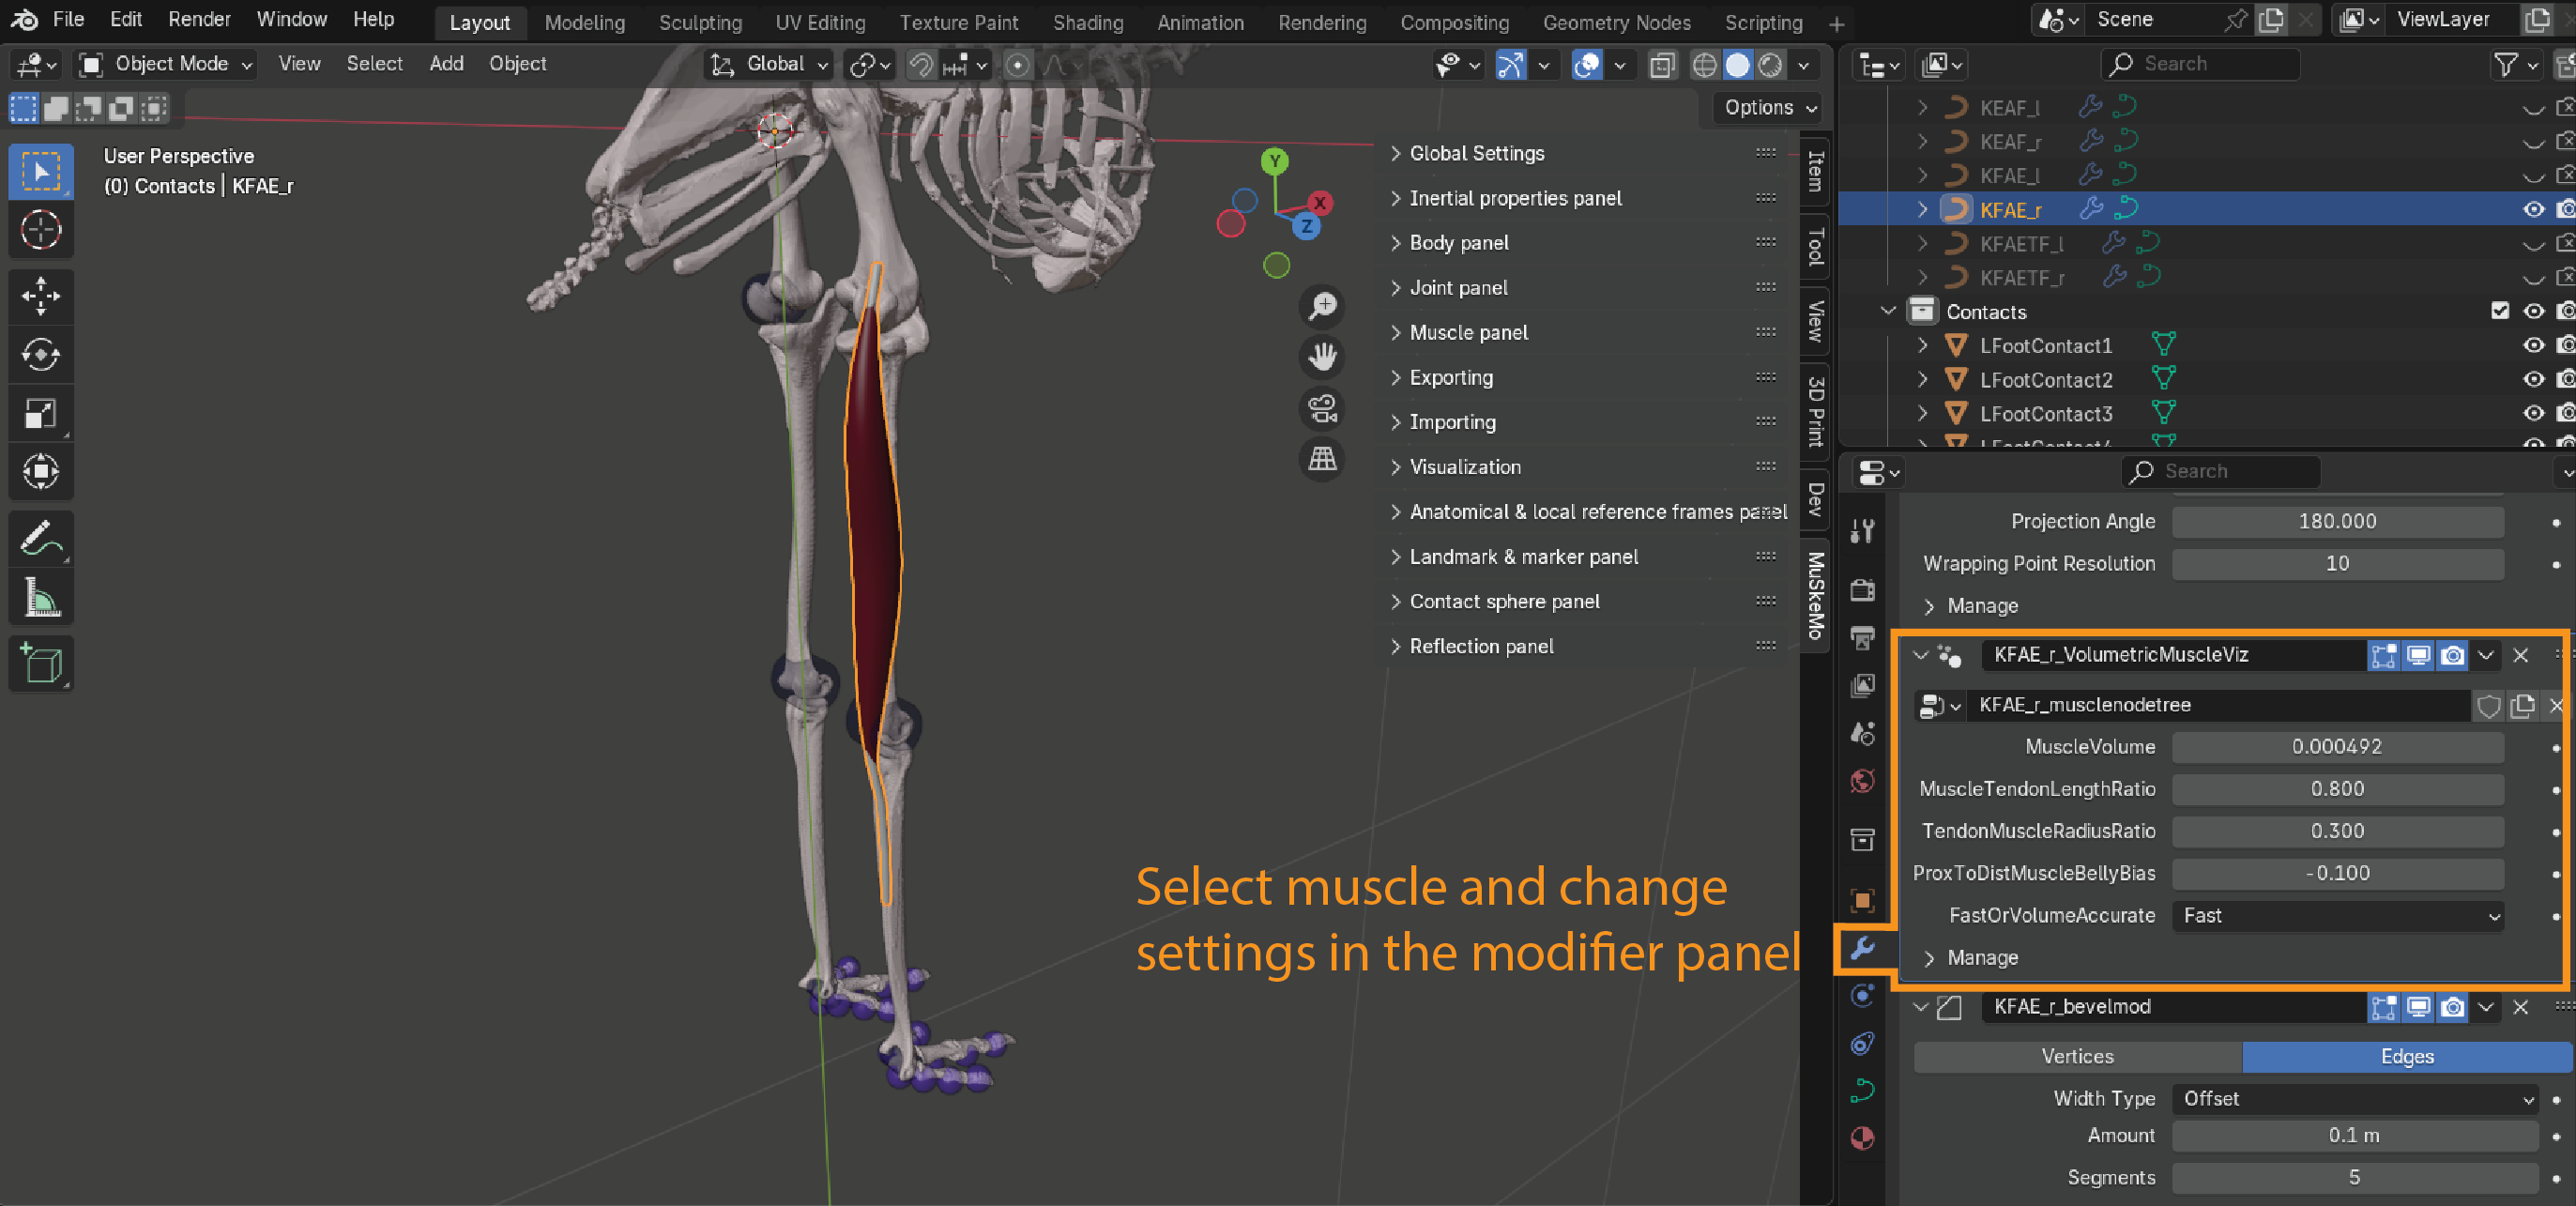 File Edit Render Window Help Layout Modeling Sculpting UV Editing Texture Paint Shading Animation Rendering Compositing Geometry Nodes Scripting + Scene ViewLayer
Object Mode View Select Add Object Global Search
Options
User Perspective
(0) Contacts | KFAE_r
Y
X
Z
Global Settings
Inertial properties panel
Body panel
Joint panel
Muscle panel
Exporting
Importing
Visualization
Anatomical & local reference frames panel
Landmark & marker panel
Contact sphere panel
Reflection panel
Item
Tool
View
3D Print
Dev
MuSkeMo
Select muscle and change
settings in the modifier panel
KEAF_l
KEAF_r
KFAE_l
KFAE_r
KFAETF_l
KFAETF_r
Contacts
LFootContact1
LFootContact2
LFootContact3
LFootContact4
Search
Projection Angle 180.000
Wrapping Point Resolution 10
Manage
KFAE_r_VolumetricMuscleViz
KFAE_r_musclenodetree
MuscleVolume 0.000492
MuscleTendonLengthRatio 0.800
TendonMuscleRadiusRatio 0.300
ProxToDistMuscleBellyBias -0.100
FastOrVolumeAccurate Fast
Manage
KFAE_r_bevelmod
Vertices Edges
Width Type Offset
Amount 0.1 m
Segments 5